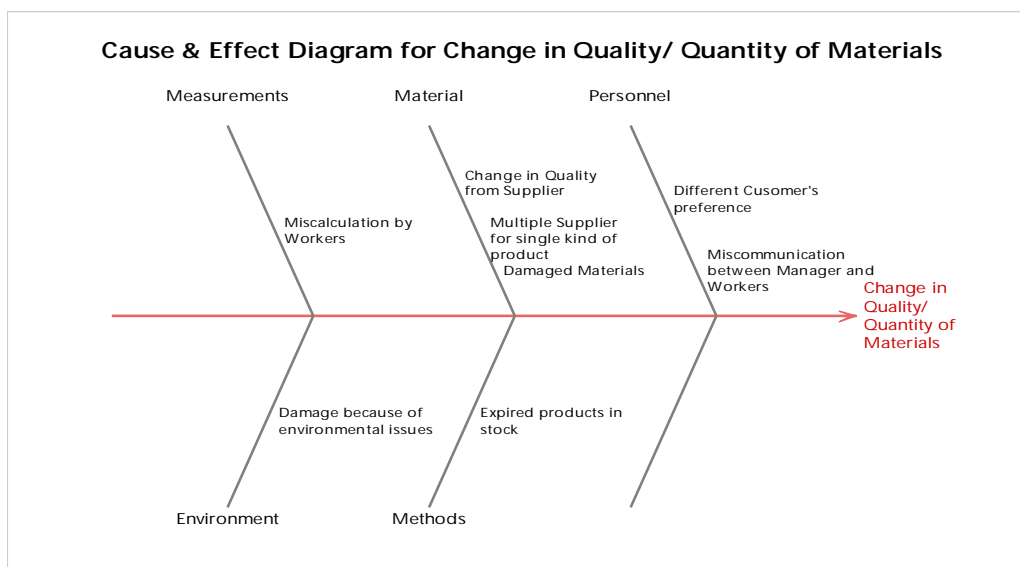 Cause & Effect Diagram for Change in Quality/ Quantity of Materials
Measurements
Material
Personnel
Change in Quality
from Supplier
Different Cusomer's
preference
Miscalculation by
Workers
Multiple Supplier
for single kind of
product
Damaged Materials
Miscommunication
between Manager and
Workers
Change in
Quality/
Quantity of
Materials
Damage because of
environmental issues
Expired products in
stock
Environment
Methods